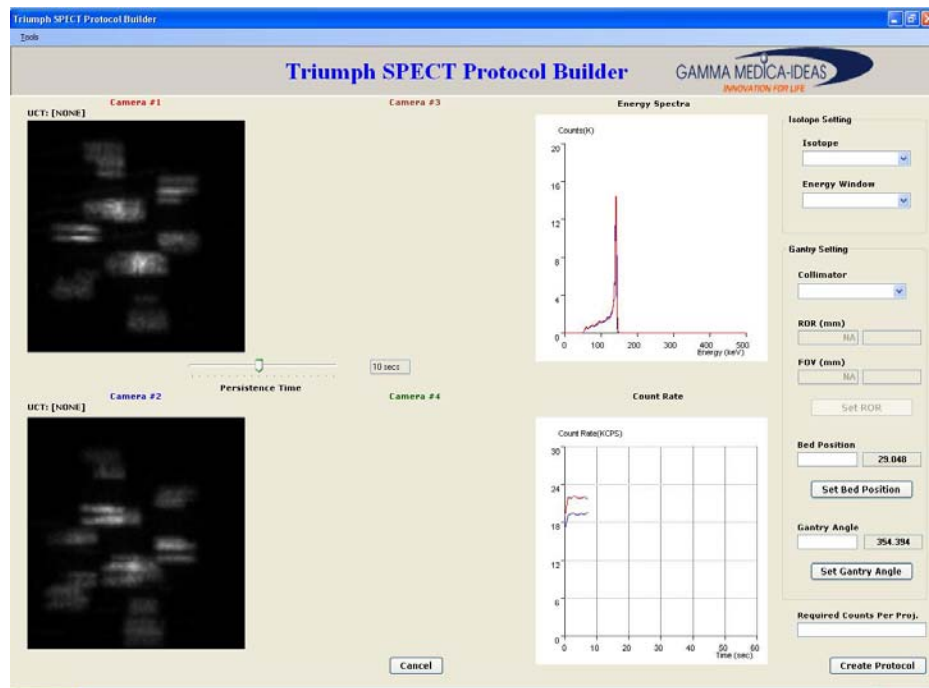 Triumph SPECT Protocol Builder
Tools
Triumph SPECT Protocol Builder
GAMMA MEDICA-IDEAS
INNOVATION FOR LIFE
Camera #1
UCT: [NONE]
Camera #3
Energy Spectra
Counts(K)
20
16
12
8
4
0
0 100 200 300 400 500
Energy (keV)
10 secs
Persistence Time
Camera #2
UCT: [NONE]
Camera #4
Count Rate
Count Rate(KCPS)
30
24
18
12
6
0
0 10 20 30 40 50 60
Time (sec)
Cancel
Isotope Setting
Isotope
Energy Window
Gantry Setting
Collimator
ROR (mm)
NA
FOV (mm)
NA
Set ROR
Bed Position
29.048
Set Bed Position
Gantry Angle
354.394
Set Gantry Angle
Required Counts Per Proj.
Create Protocol